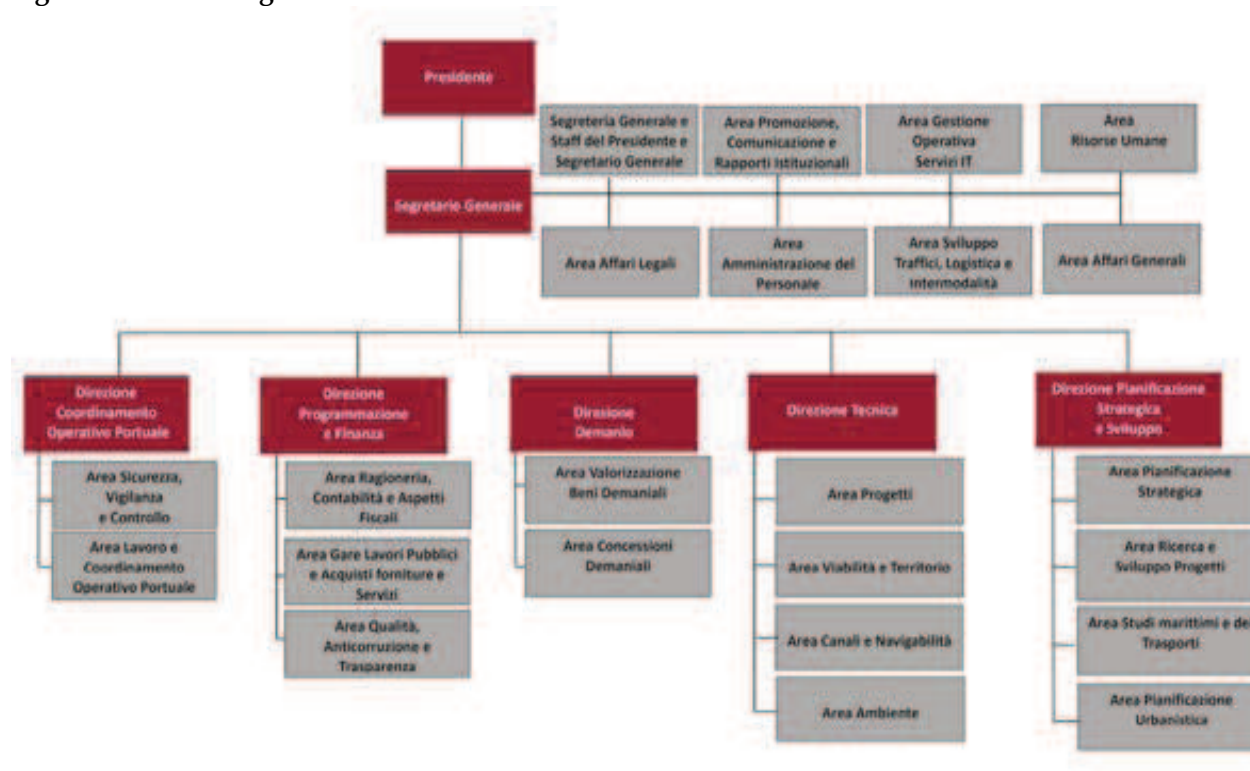 Presidente
Segreteria Generale e
Staff del Presidente e
Segretario Generale
Area Promozione,
Comunicazione e
Rapporti Istituzionali
Area Gestione
Operativa
Servizi IT
Area
Risorse Umane
Segretario Generale
Area Affari Legali
Area
Amministrazione del
Personale
Area Sviluppo
Traffici, Logistica e
Intermodalità
Area Affari Generali
Direzione
Coordinamento
Operativo Portuale
Area Sicurezza,
Vigilanza
e Controllo
Area Lavoro e
Coordinamento
Operativo Portuale
Direzione
Programmazione
e Finanza
Area Ragioneria,
Contabilità e Aspetti
Fiscali
Area Gare Lavori Pubblici
e Acquisti forniture e
Servizi
Area Qualità,
Anticorruzione e
Trasparenza
Direzione
Demanio
Area Valorizzazione
Beni Demaniali
Area Concessioni
Demaniali
Direzione Tecnica
Area Progetti
Area Viabilità e Territorio
Area Canali e Navigabilità
Area Ambiente
Direzione Pianificazione
Strategica
e Sviluppo
Area Pianificazione
Strategica
Area Ricerca e
Sviluppo Progetti
Area Studi marittimi e dei
Trasporti
Area Pianificazione
Urbanistica